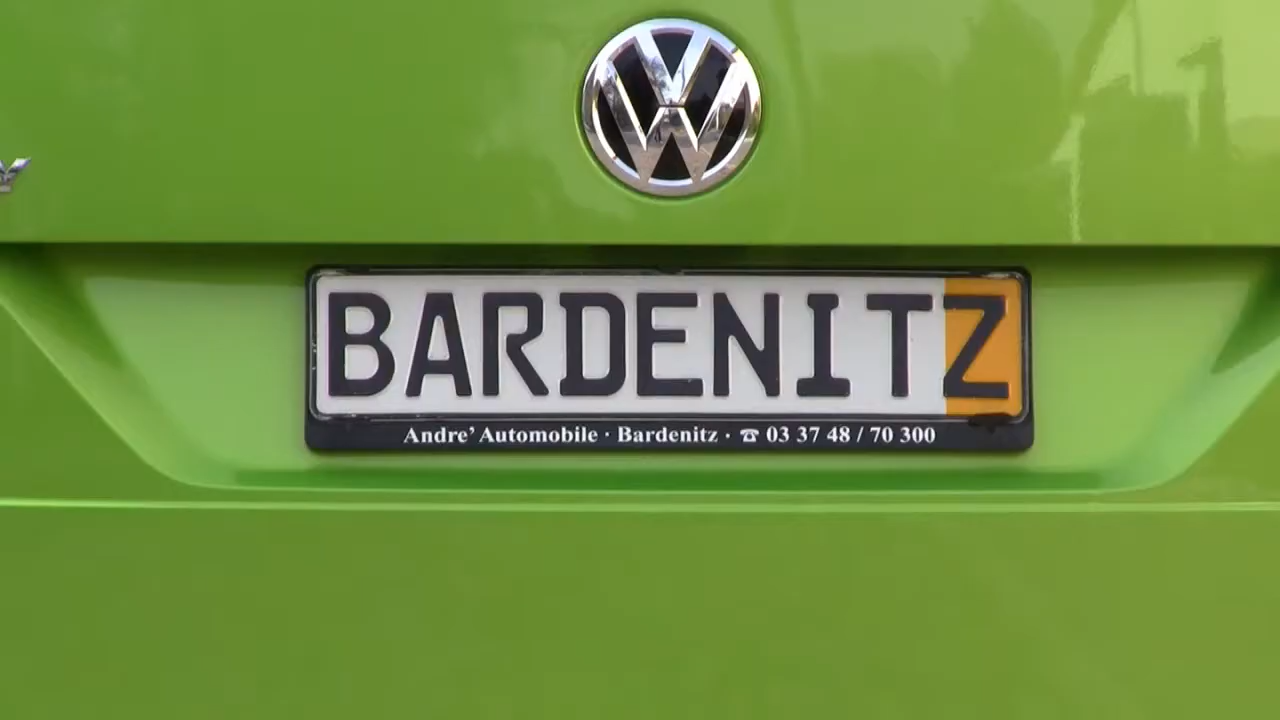 BARDENITZ
Andre’ Automobile · Bardenitz · ☎ 03 37 48 / 70 300